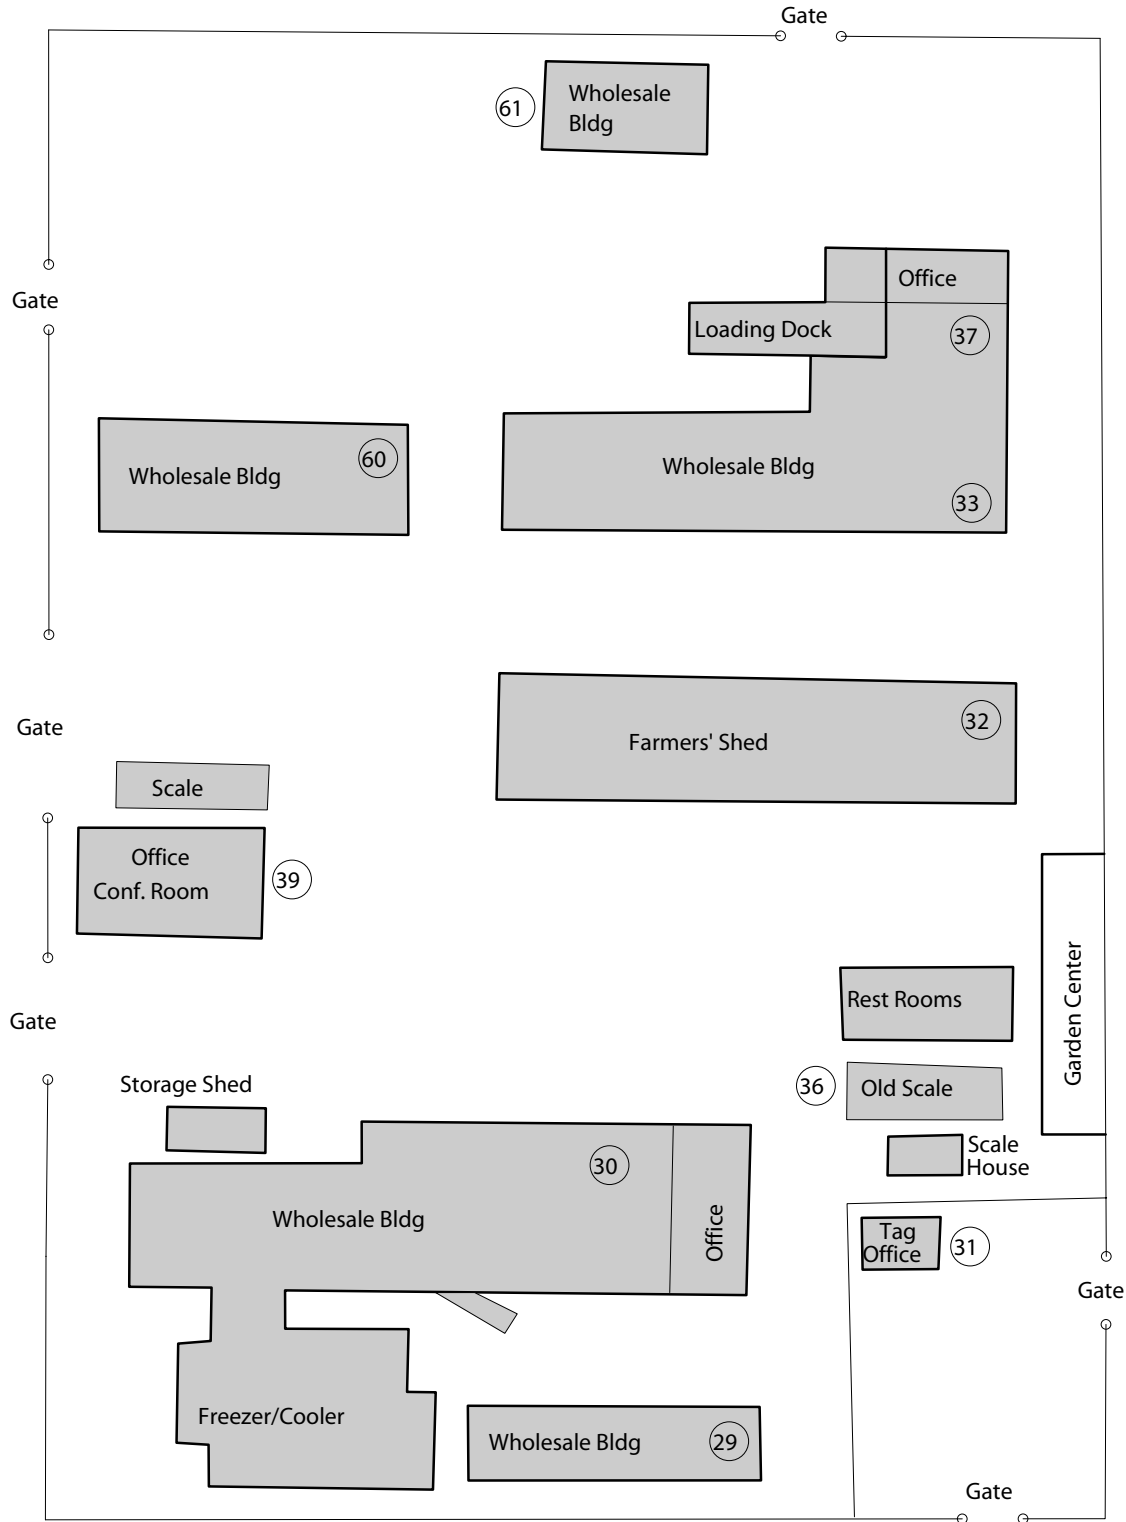 Gate
61
Wholesale
Bldg
Office
Gate
Loading Dock
37
60
Wholesale Bldg
Wholesale Bldg
33
32
Gate
Farmers' Shed
Scale
Office
Conf. Room
39
Garden Center
Rest Rooms
Gate
Storage Shed
36
Old Scale
Scale
House
30
Wholesale Bldg
Office
Tag
Office
31
Gate
Freezer/Cooler
Wholesale Bldg
29
Gate